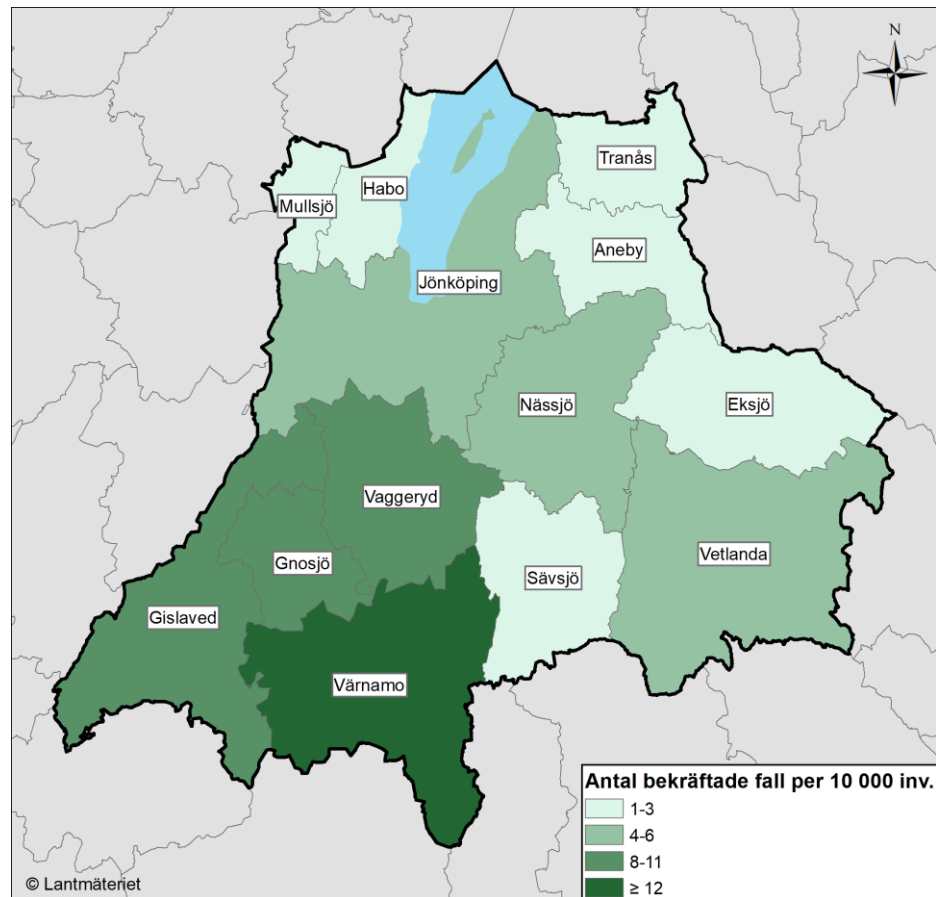 N
Tranås
Habo
Mullsjö
Aneby
Jönköping
Nässjö
Eksjö
Vaggeryd
Vetlanda
Gnosjö
Sävsjö
Gislaved
Värnamo
Antal bekräftade fall per 10 000 inv.
1-3
4-6
8-11
≥ 12
© Lantmäteriet